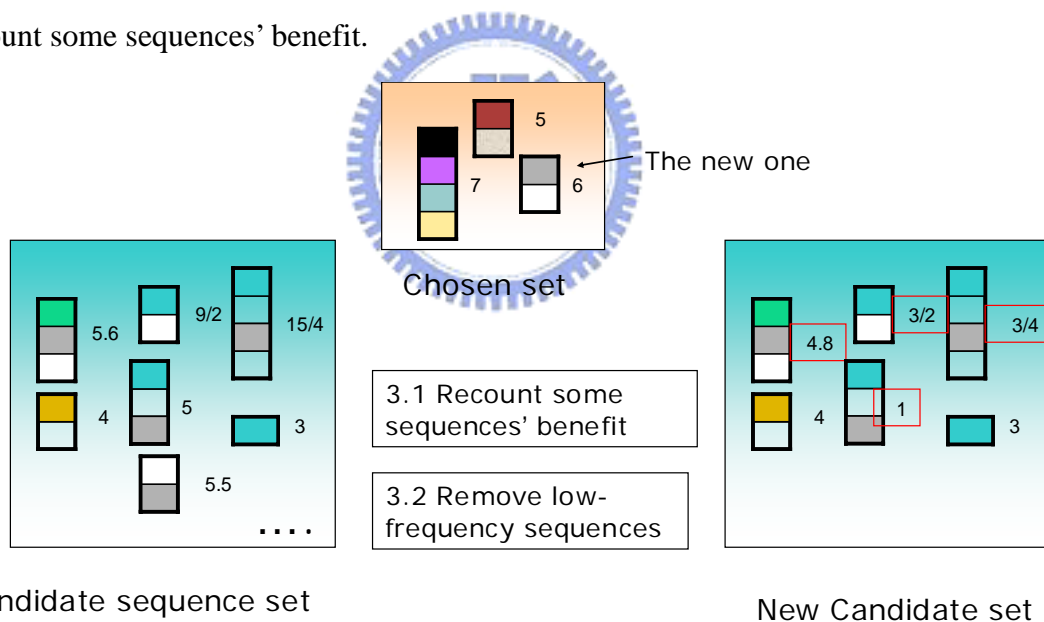 ount some sequences’ benefit.
5
7
6
The new one
Chosen set
5.6
9/2
15/4
4
5
3
5.5
....
3.1 Recount some
sequences’ benefit
3.2 Remove low-
frequency sequences
4.8
3/2
3/4
4
1
3
ndidate sequence set
New Candidate set